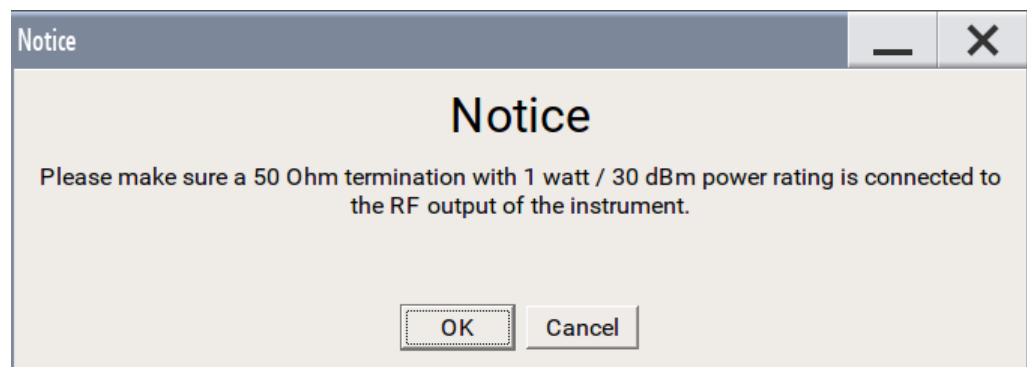 Notice
Notice
Please make sure a 50 Ohm termination with 1 watt / 30 dBm power rating is connected to
the RF output of the instrument.
OK Cancel